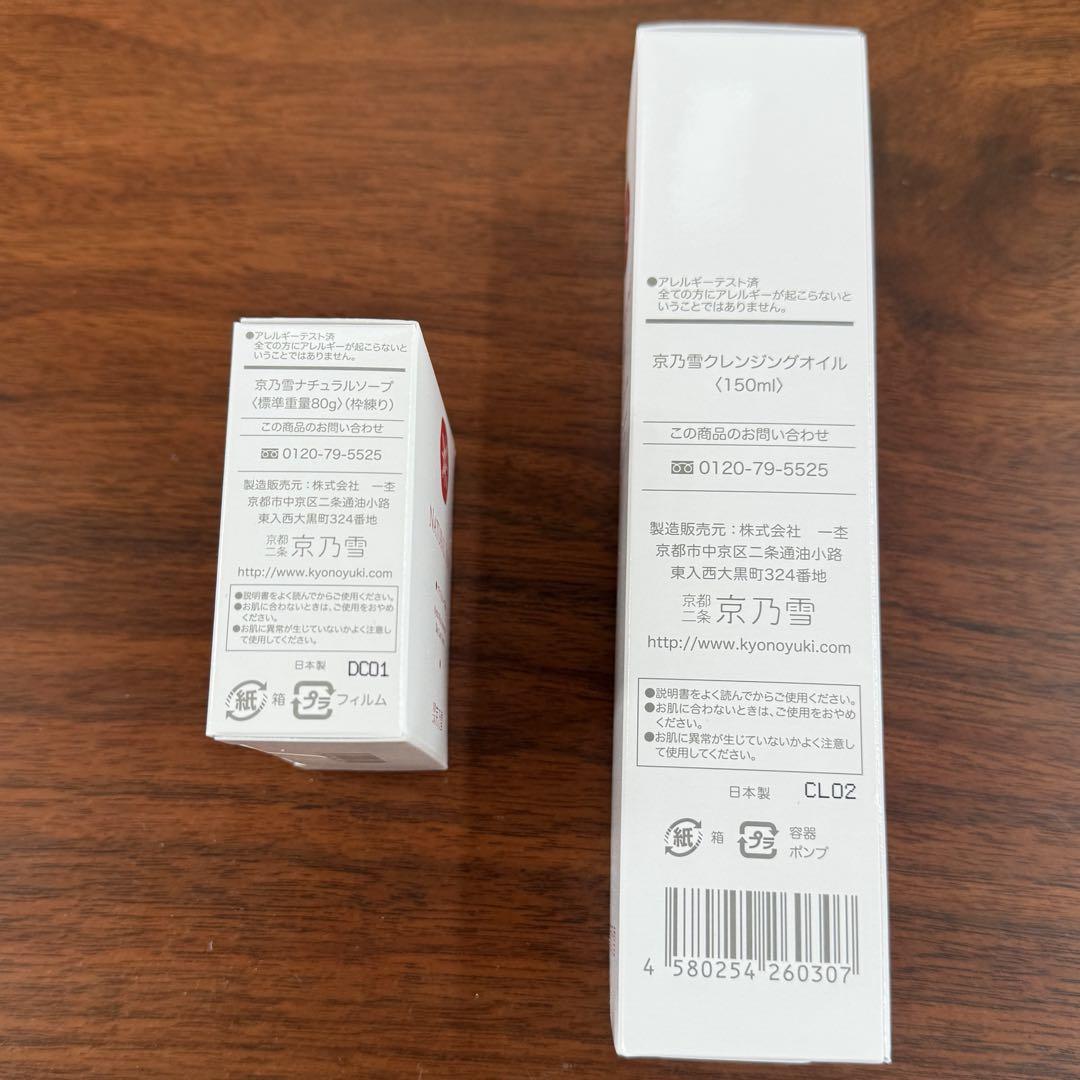 ●アレルギーテスト済
全ての方にアレルギーが起こらないと
いうことではありません。
京乃雪ナチュラルソープ
〈標準重量80g〉(枠練り)
この商品のお問い合わせ
0120-79-5525
製造販売元：株式会社　一杢
京都市中京区二条通油小路
東入西大黒町324番地
京都
二条 京乃雪
http://www.kyonoyuki.com
●説明書をよく読んでからご使用ください。
●お肌に合わないときは、ご使用をおやめ
ください。
●お肌に異常が生じていないかよく注意し
て使用してください。
日本製 DC01
紙 箱 プラ フィルム
●アレルギーテスト済
全ての方にアレルギーが起こらないと
いうことではありません。
京乃雪クレンジングオイル
〈150ml〉
この商品のお問い合わせ
0120-79-5525
製造販売元：株式会社　一杢
京都市中京区二条通油小路
東入西大黒町324番地
京都
二条 京乃雪
http://www.kyonoyuki.com
●説明書をよく読んでからご使用ください。
●お肌に合わないときは、ご使用をおやめ
ください。
●お肌に異常が生じていないかよく注意し
て使用してください。
日本製 CL02
紙 箱 プラ 容器
ポンプ
4 580254 260307